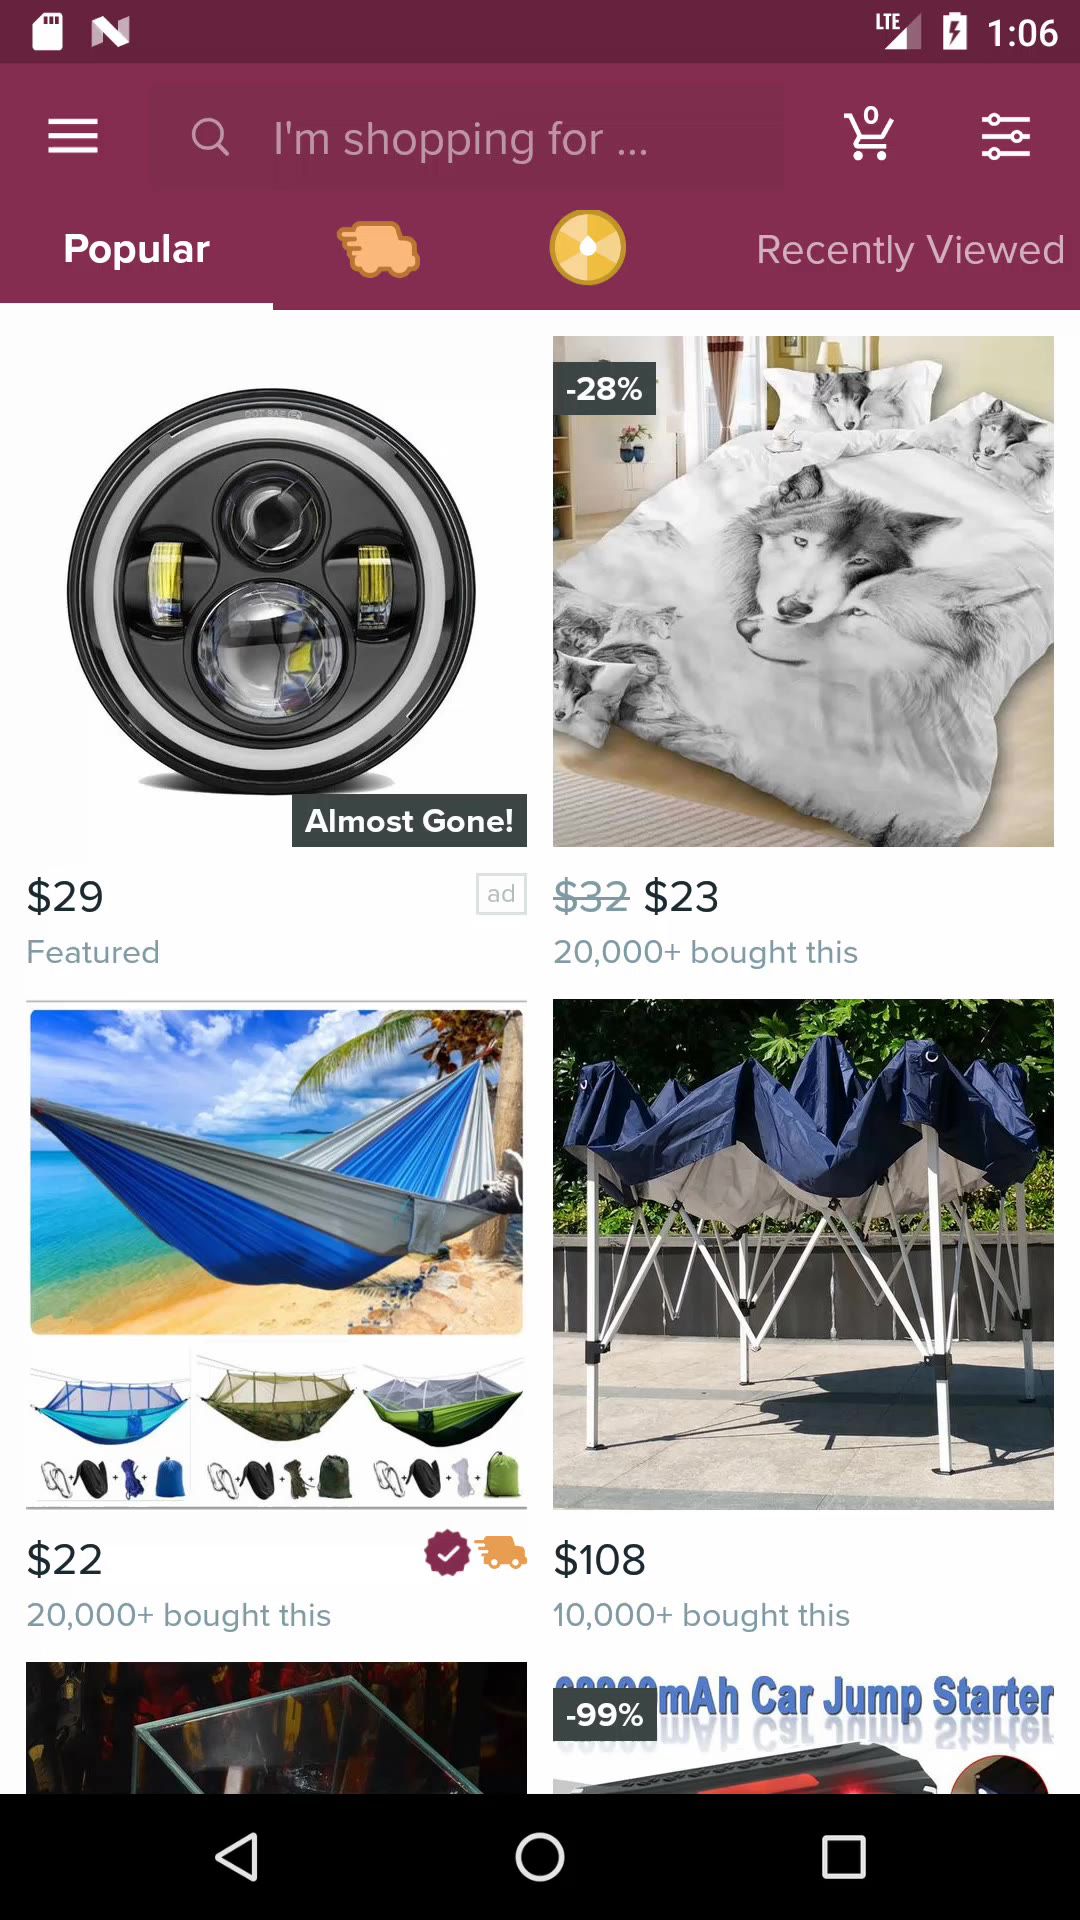 LTE 1:06
I'm shopping for ...
0
Popular
Recently Viewed
-28%
Almost Gone!
$29
ad
$32 $23
Featured
20,000+ bought this
$22
$108
20,000+ bought this
10,000+ bought this
mAh Car Jump Starter
-99%